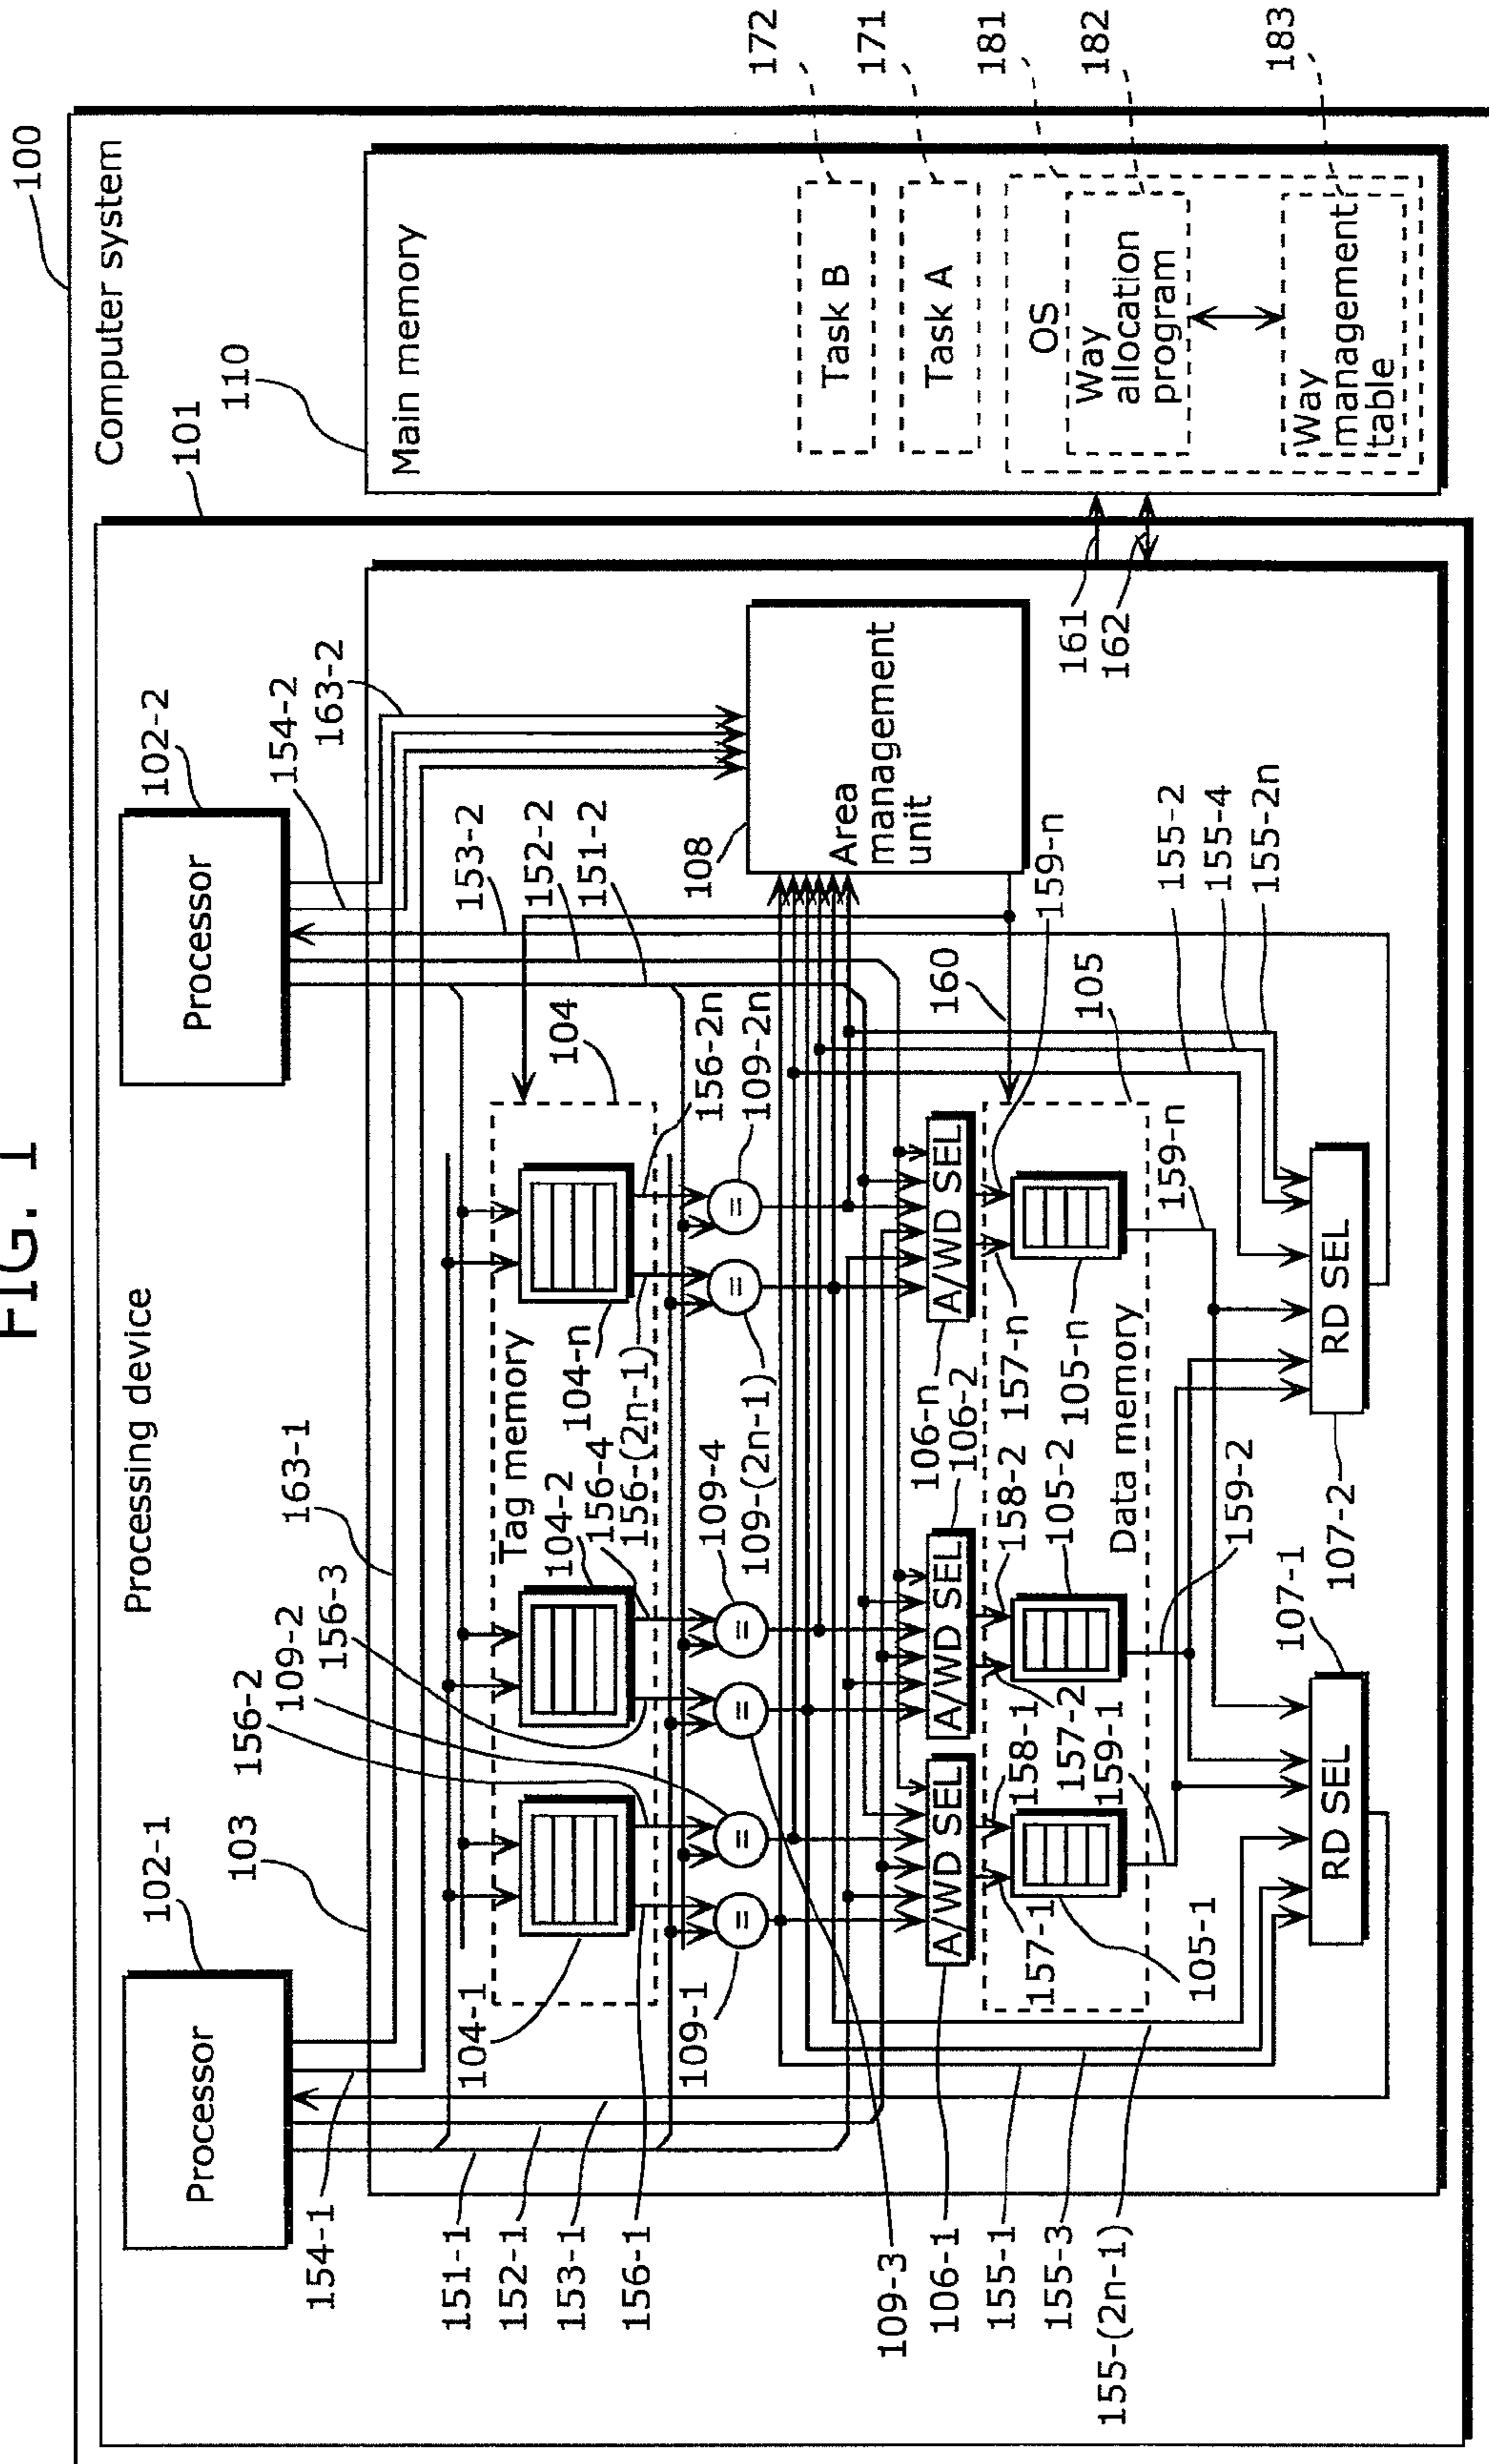 FIG. 1
100
Computer system
101
110
Processing device
Main memory
102-1
Processor
102-2
Processor
103
163-1
154-2
163-2
154-1
151-1
152-1
153-1
156-1
153-2
152-2
151-2
156-2
109-2
156-3
Tag memory
104
104-1
104-2
104-n
156-4
156-(2n-1)
156-2n
109-1
109-3
109-4
109-(2n-1)
109-2n
=
=
=
=
=
=
108
Area
management
unit
160
106-1
A/WD SEL
106-2
A/WD SEL
106-n
A/WD SEL
155-1
155-3
155-(2n-1)
157-1
158-1
157-2
158-2
157-n
159-n
105
105-1
105-2
105-n
Data memory
159-1
159-2
159-n
155-2
155-4
155-2n
107-1
RD SEL
107-2
RD SEL
161
162
Task B
172
Task A
171
OS
181
Way
allocation
program
182
Way
management
table
183